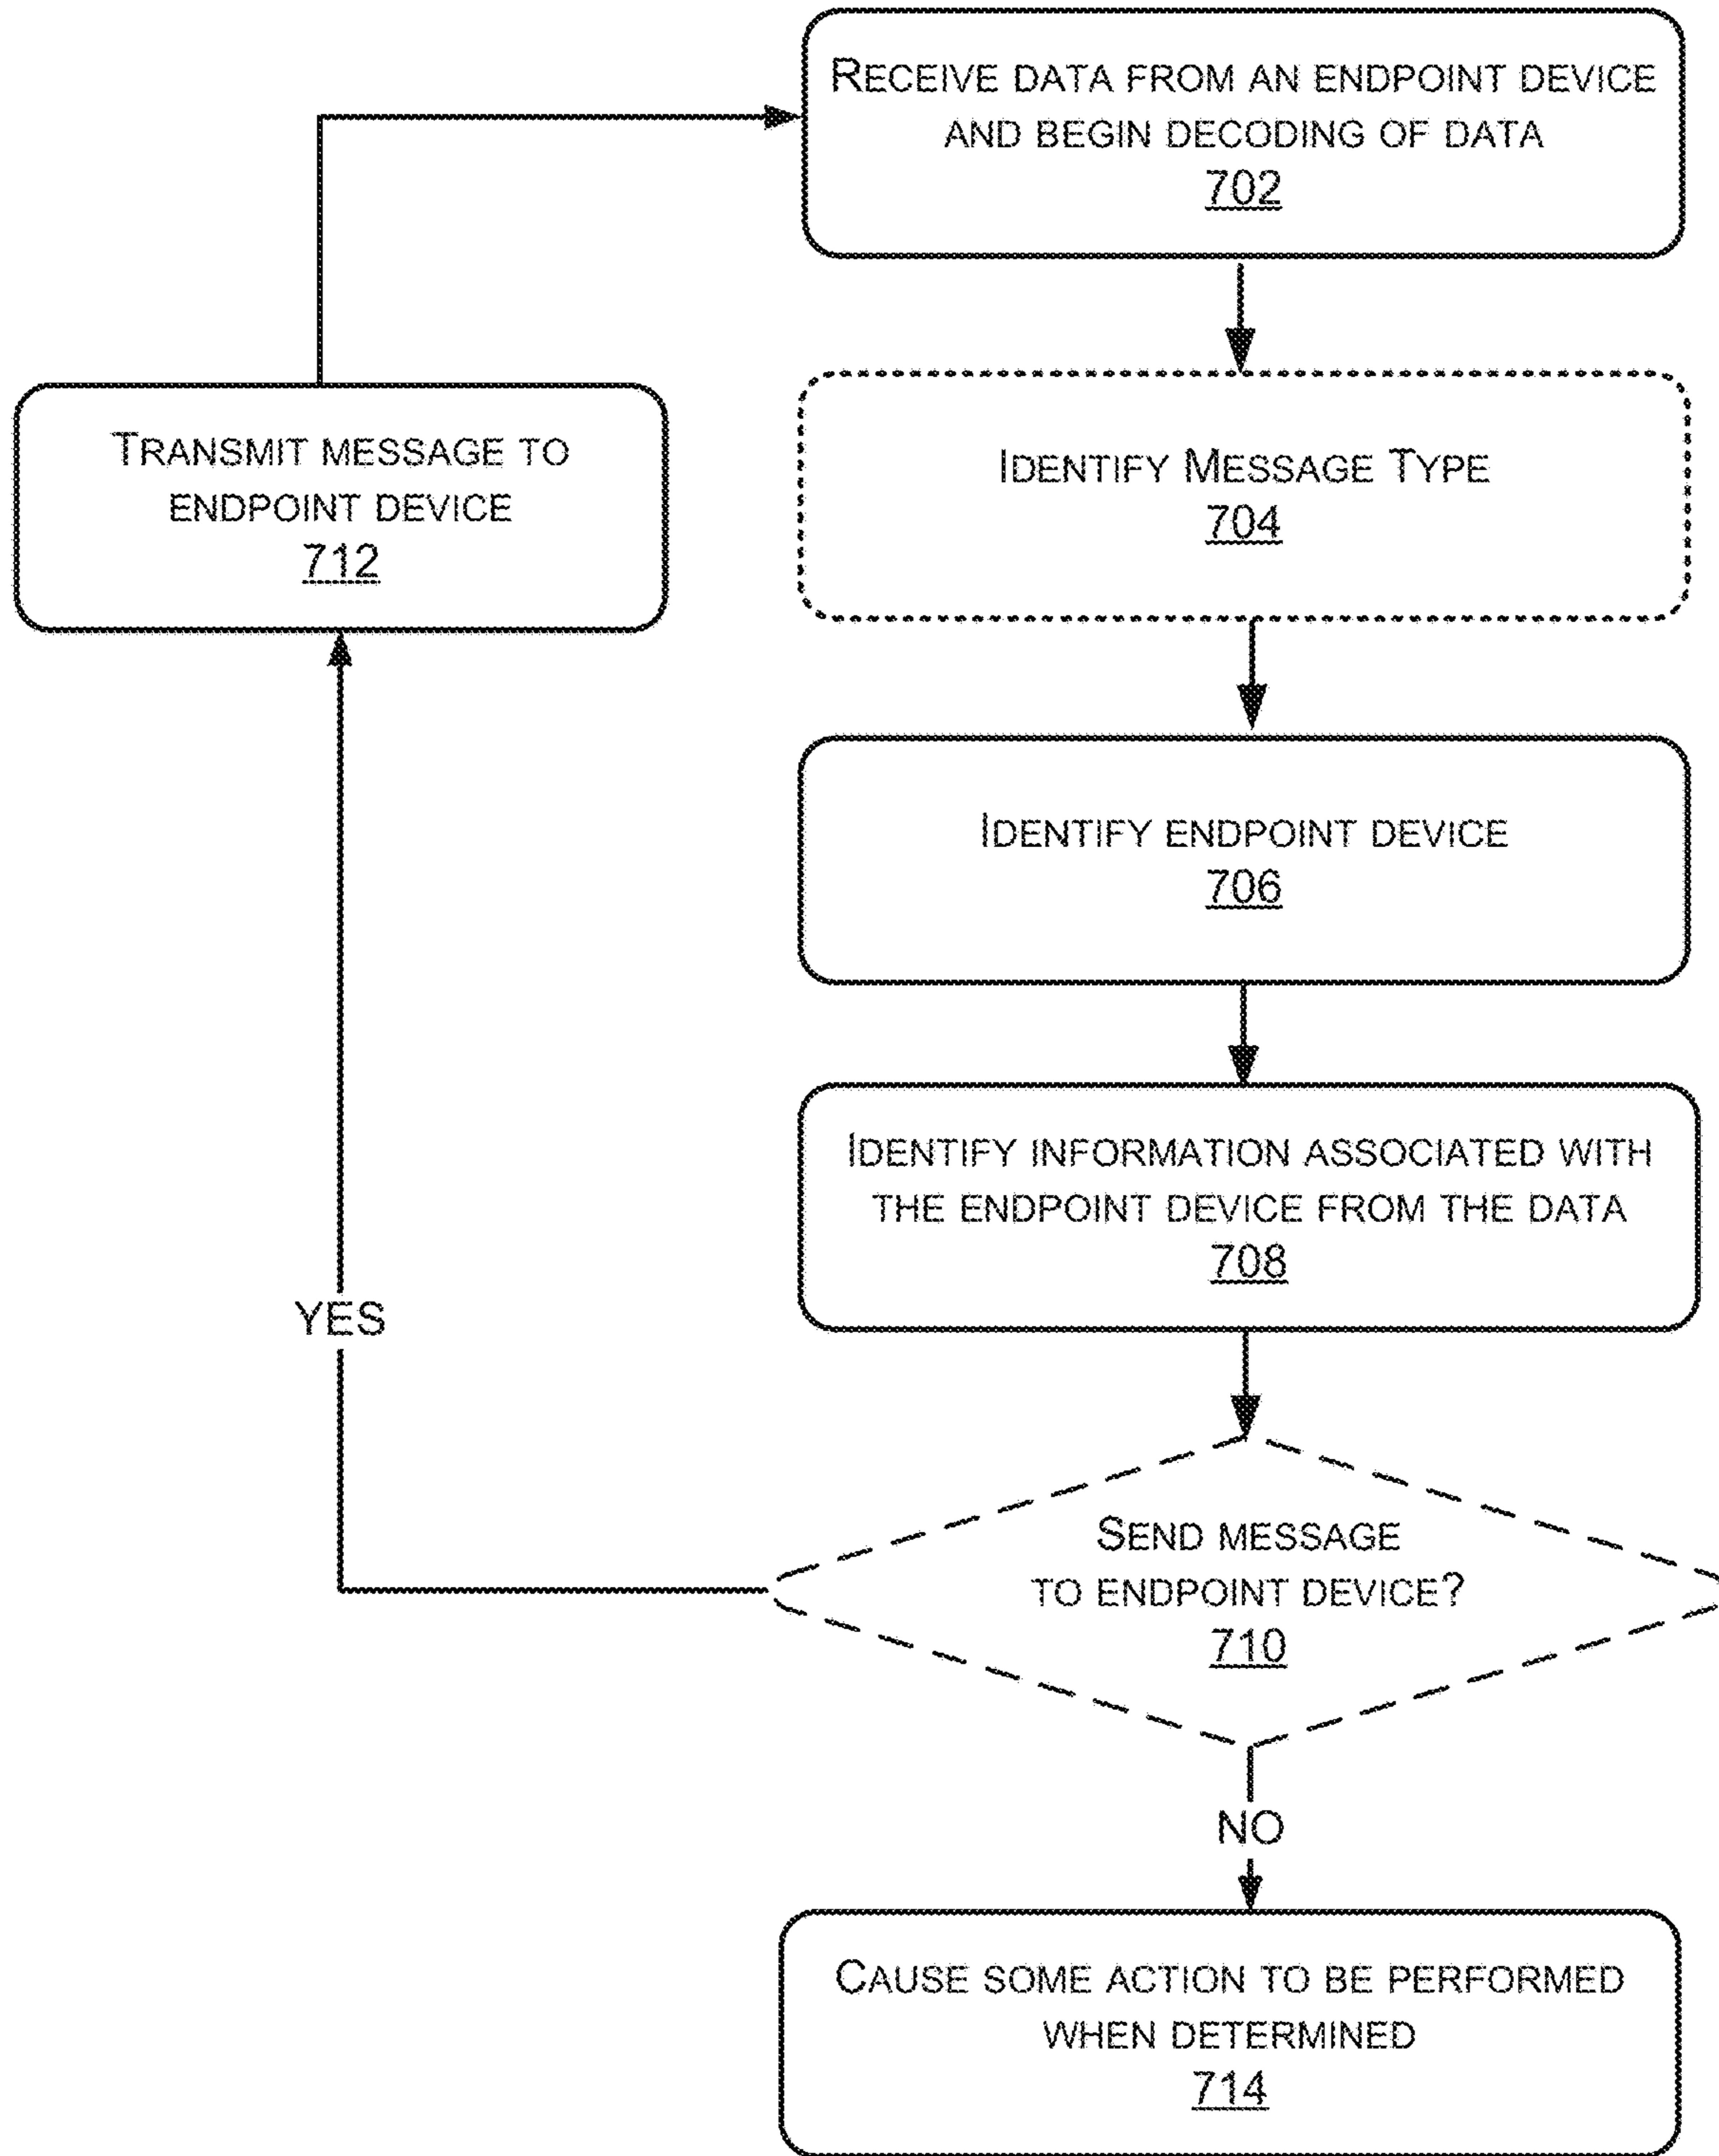 RECEIVE DATA FROM AN ENDPOINT DEVICE
AND BEGIN DECODING OF DATA
702
IDENTIFY MESSAGE TYPE
704
TRANSMIT MESSAGE TO
ENDPOINT DEVICE
712
IDENTIFY ENDPOINT DEVICE
706
IDENTIFY INFORMATION ASSOCIATED WITH
THE ENDPOINT DEVICE FROM THE DATA
708
YES
SEND MESSAGE
TO ENDPOINT DEVICE?
710
NO
CAUSE SOME ACTION TO BE PERFORMED
WHEN DETERMINED
714